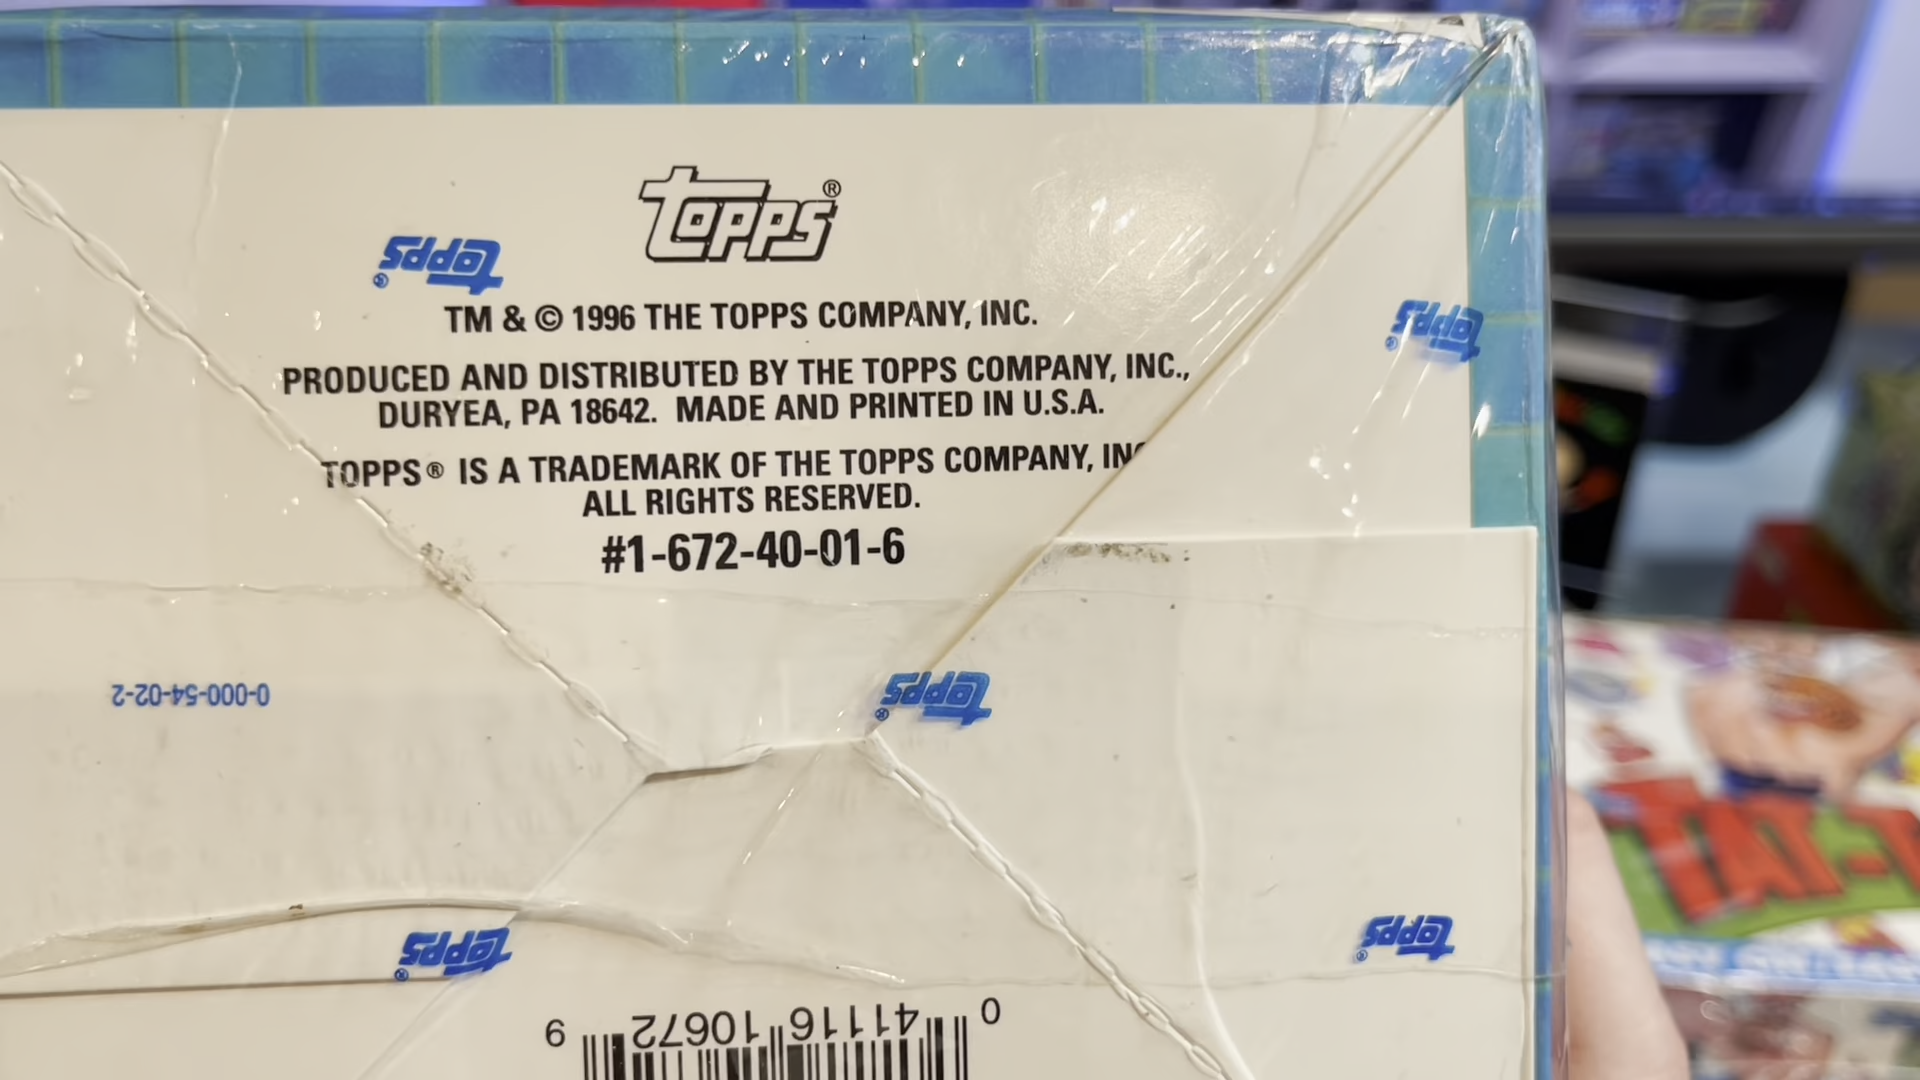 Topps®
Topps®
TM & © 1996 THE TOPPS COMPANY, INC.
Topps®
PRODUCED AND DISTRIBUTED BY THE TOPPS COMPANY, INC.,
DURYEA, PA 18642. MADE AND PRINTED IN U.S.A.
TOPPS® IS A TRADEMARK OF THE TOPPS COMPANY, INC
ALL RIGHTS RESERVED.
#1-672-40-01-6
0-000-54-02-2
Topps®
TAT-
Topps®
Topps®
0 41116 10672 9